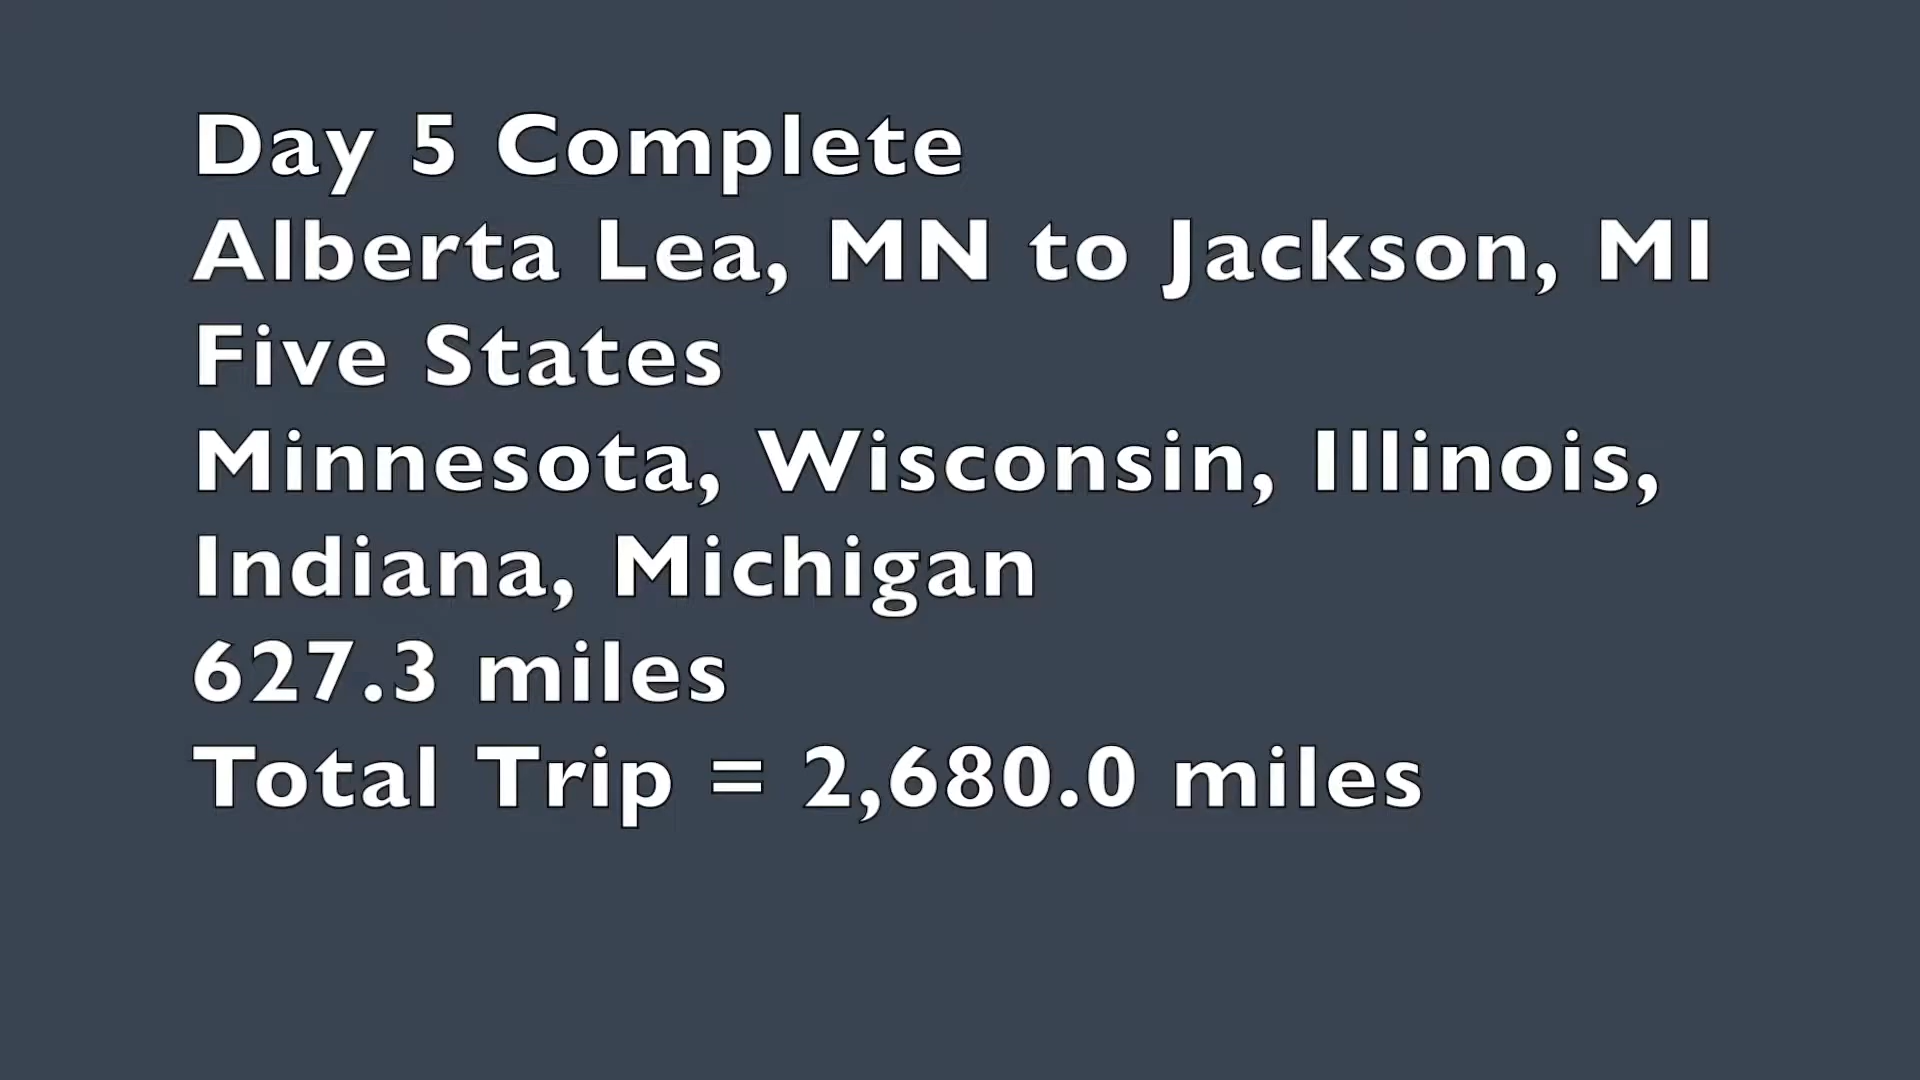 Day 5 Complete
Alberta Lea, MN to Jackson, MI
Five States
Minnesota, Wisconsin, Illinois,
Indiana, Michigan
627.3 miles
Total Trip = 2,680.0 miles